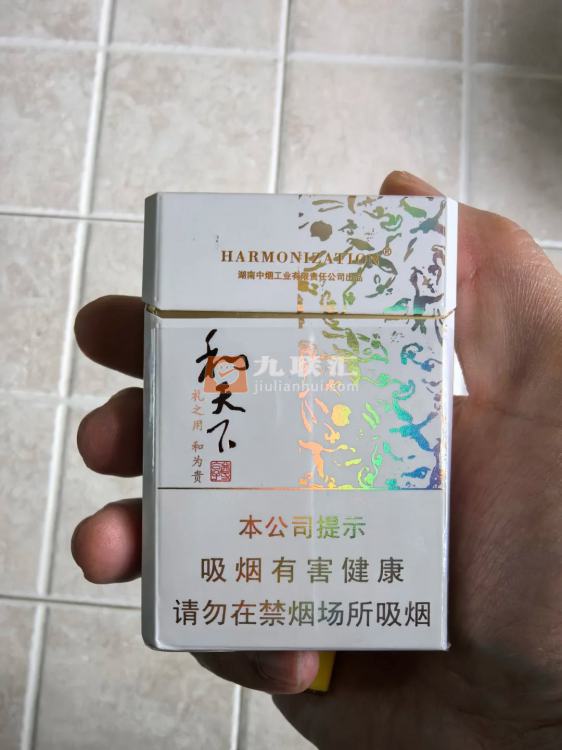 HARMONIZATION®
湖南中烟工业有限责任公司出品
和天下
礼之用 和为贵
九联汇
jiulianhui.com
本公司提示
吸烟有害健康
请勿在禁烟场所吸烟